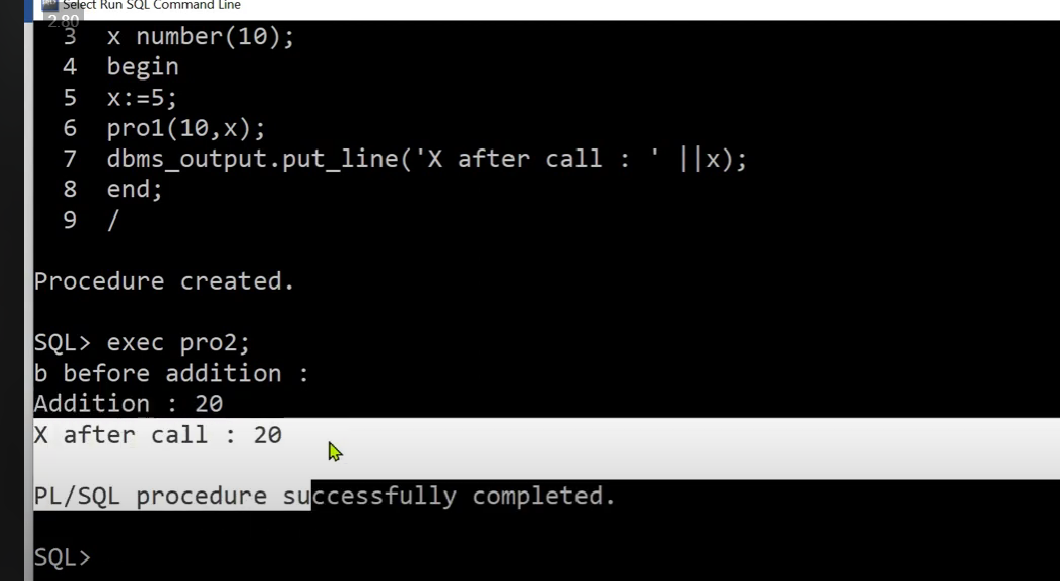 Select Run SQL Command Line
2.80
3 x number(10);
4 begin
5 x:=5;
6 pro1(10,x);
7 dbms_output.put_line('X after call : ' ||x);
8 end;
9 /
Procedure created.
SQL> exec pro2;
b before addition :
Addition : 20
X after call : 20
PL/SQL procedure successfully completed.
SQL>